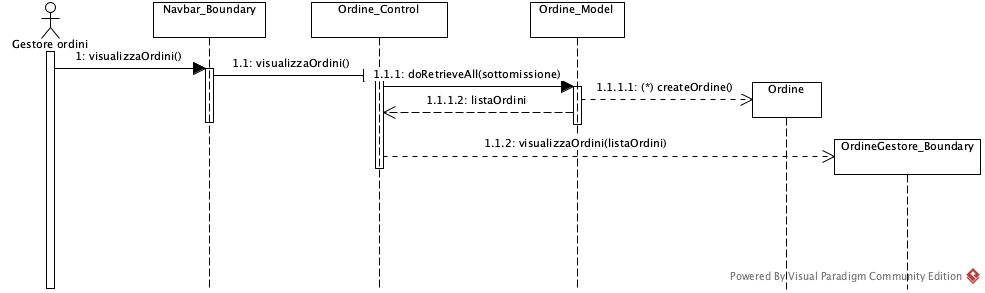 Gestore ordini
Navbar_Boundary
Ordine_Control
Ordine_Model
1: visualizzaOrdini()
1.1: visualizzaOrdini()
1.1.1: doRetrieveAll(sottomissione)
1.1.1.1: (*) createOrdine()
Ordine
1.1.1.2: listaOrdini
1.1.2: visualizzaOrdini(listaOrdini)
OrdineGestore_Boundary
Powered By Visual Paradigm Community Edition